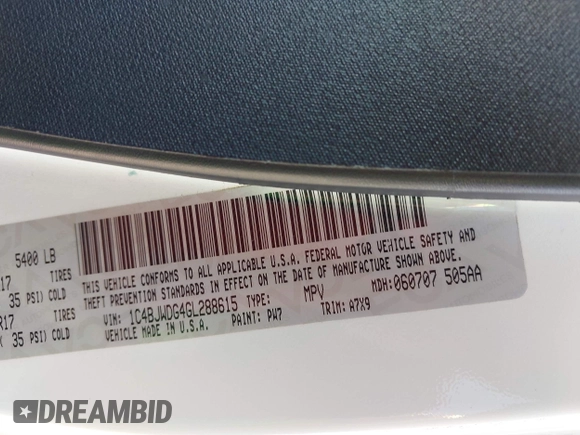 5400 LB
THIS VEHICLE CONFORMS TO ALL APPLICABLE U.S.A. FEDERAL MOTOR VEHICLE SAFETY AND
17 TIRES
THEFT PREVENTION STANDARDS IN EFFECT ON THE DATE OF MANUFACTURE SHOWN ABOVE.
35 PSI) COLD
MDH: 060707 505AA
R17 TIRES
VIN: 1C4BJWDG4GL288615 TYPE: MPV
35 PSI) COLD
VEHICLE MADE IN U.S.A. PAINT: PW7 TRIM: A7X9
DREAMBID